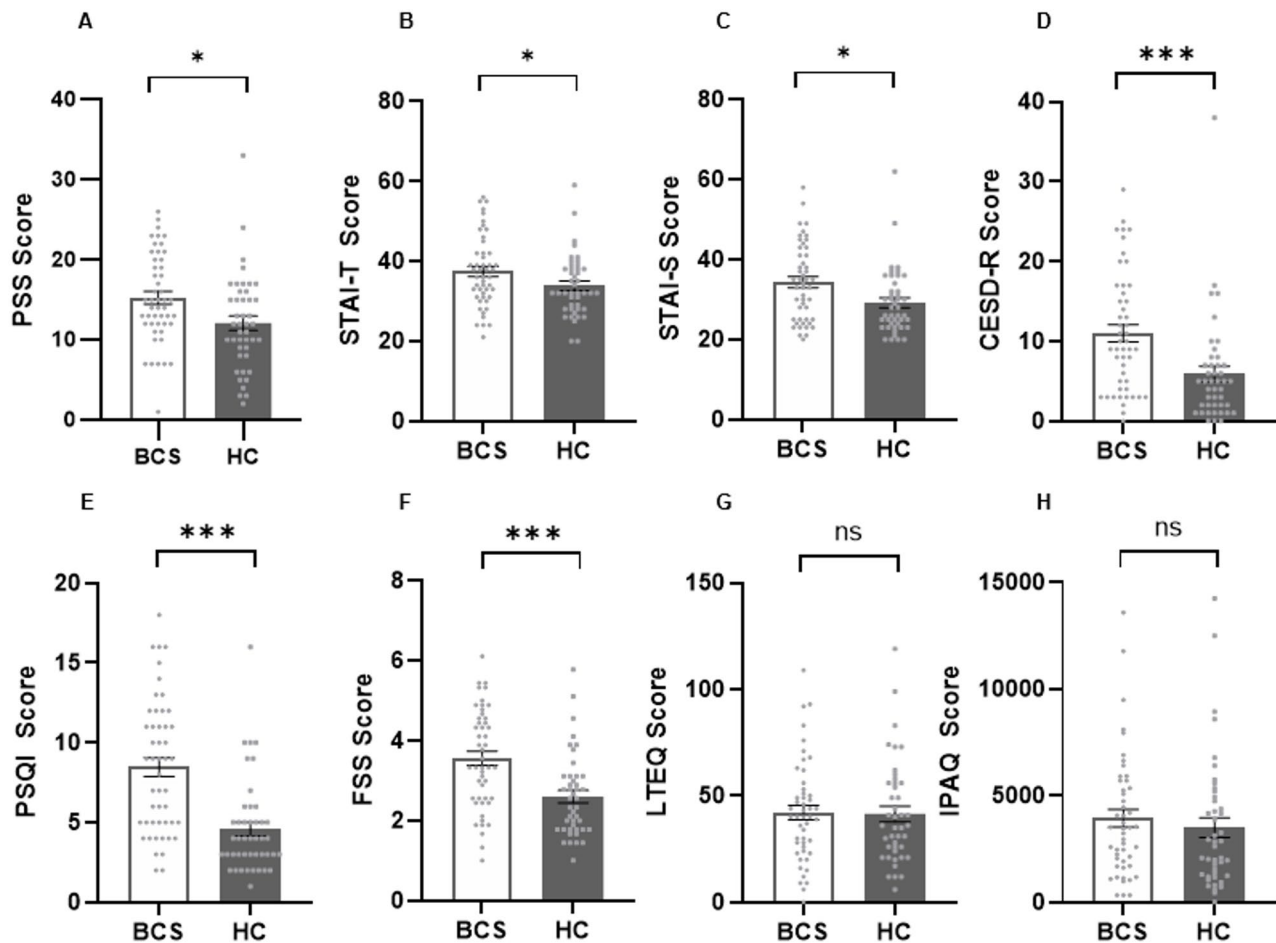 A
*
PSS Score
40
30
20
10
0
BCS HC
B
*
STAI-T Score
80
60
40
20
0
BCS HC
C
*
STAI-S Score
80
60
40
20
0
BCS HC
D
***
CESD-R Score
40
30
20
10
0
BCS HC
E
***
PSQI Score
20
15
10
5
0
BCS HC
F
***
FSS Score
8
6
4
2
0
BCS HC
G
ns
LTEQ Score
150
100
50
0
BCS HC
H
ns
IPAQ Score
15000
10000
5000
0
BCS HC